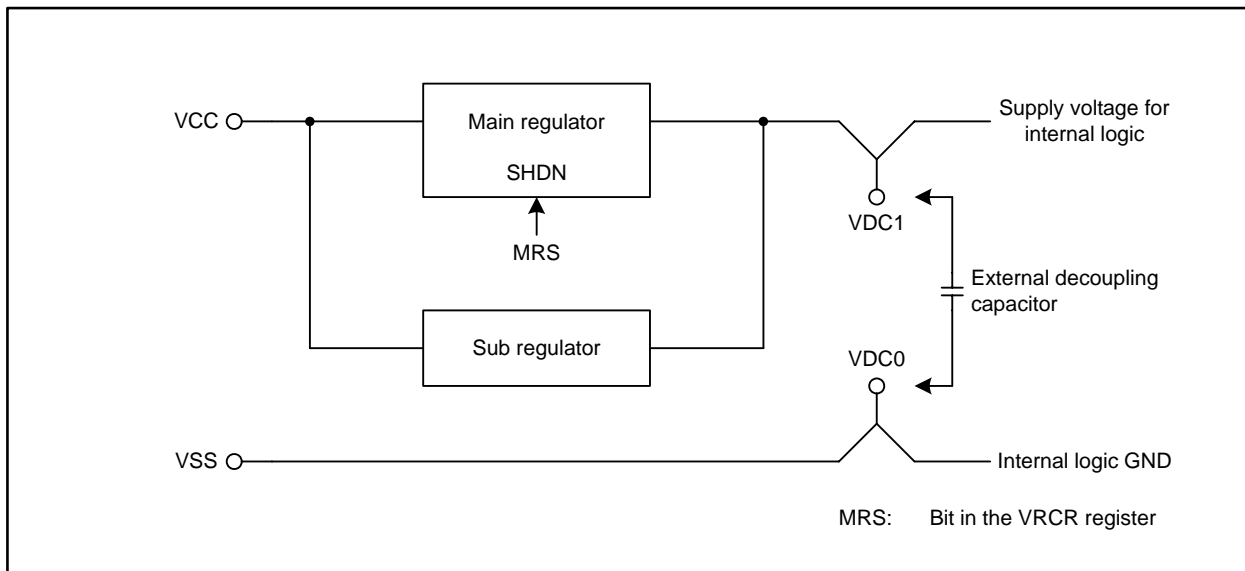 VCC
Main regulator
SHDN
MRS
Supply voltage for
internal logic
VDC1
External decoupling
capacitor
Sub regulator
VDC0
VSS
Internal logic GND
MRS: Bit in the VRCR register